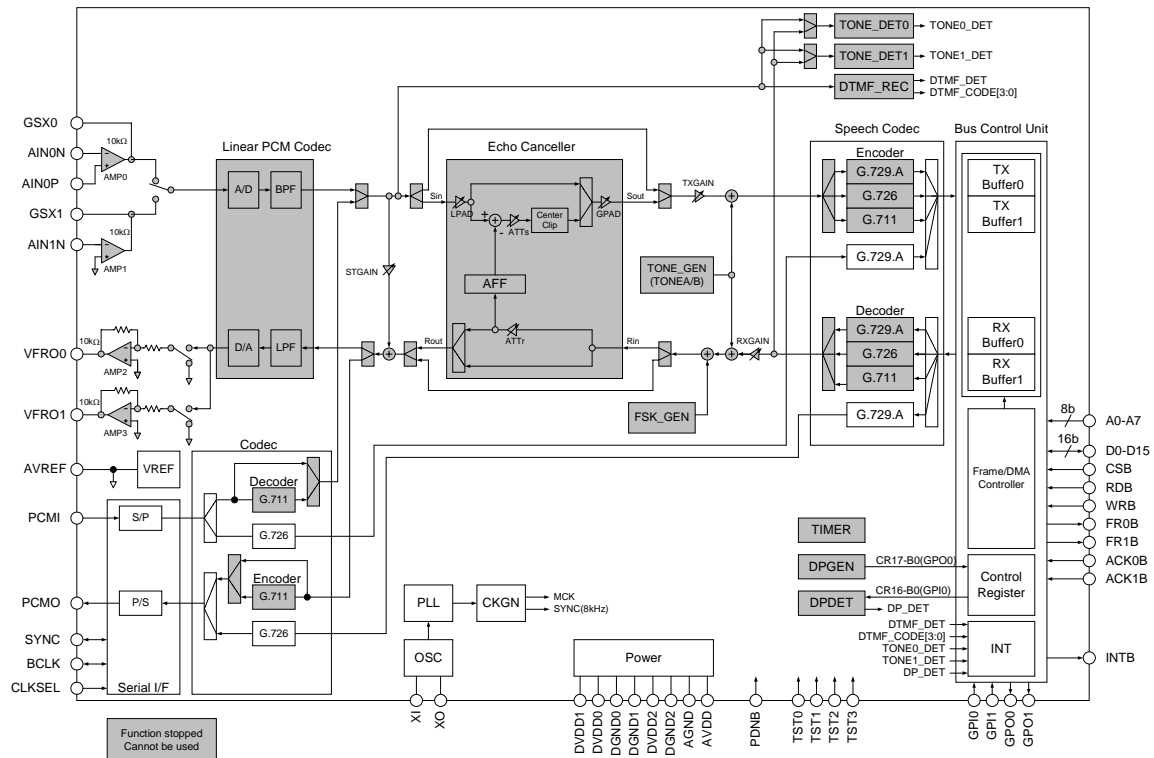 TONE_DET0
TONE0_DET
TONE_DET1
TONE1_DET
DTMF_REC
DTMF_DET
DTMF_CODE[3:0]
GSX0
AIN0N
AIN0P
GSX1
AIN1N
10kΩ
AMP0
10kΩ
AMP1
Linear PCM Codec
A/D
BPF
D/A
LPF
Echo Canceller
Sin
LPAD
ATTs
Center
Clip
GPAD
Sout
AFF
ATTr
Rout
Rin
STGAIN
TXGAIN
TONE_GEN
(TONEA/B)
RXGAIN
FSK_GEN
Speech Codec
Encoder
G.729.A
G.726
G.711
G.729.A
Decoder
G.729.A
G.726
G.711
G.729.A
Bus Control Unit
TX
Buffer0
TX
Buffer1
RX
Buffer0
RX
Buffer1
Frame/DMA
Controller
Control
Register
INT
VFRO0
10kΩ
AMP2
VFRO1
10kΩ
AMP3
AVREF
VREF
PCMI
S/P
PCMO
P/S
SYNC
BCLK
CLKSEL
Serial I/F
Codec
Decoder
G.711
G.726
Encoder
G.711
G.726
PLL
CKGN
MCK
SYNC(8kHz)
OSC
XI
XO
Power
DVDD1
DVDD0
DGND0
DGND1
DVDD2
DGND2
AGND
AVDD
PDNB
TST0
TST1
TST2
TST3
TIMER
DPGEN
CR17-B0(GPO0)
DPDET
CR16-B0(GPI0)
DP_DET
DTMF_DET
DTMF_CODE[3:0]
TONE0_DET
TONE1_DET
DP_DET
GPI0
GPI1
GPO0
GPO1
8b
A0-A7
16b
D0-D15
CSB
RDB
WRB
FR0B
FR1B
ACK0B
ACK1B
INTB
Function stopped
Cannot be used